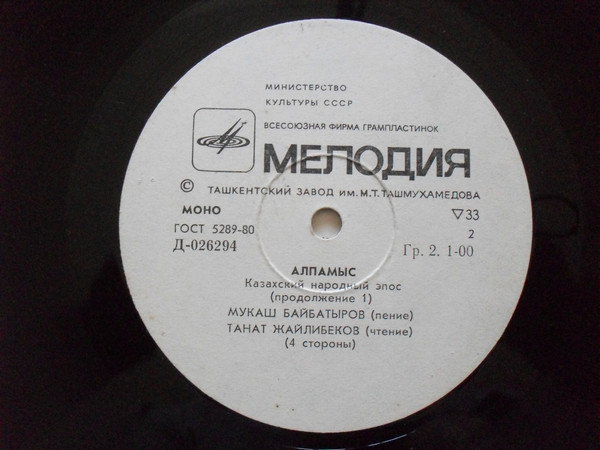 МИНИСТЕРСТВО
КУЛЬТУРЫ СССР
ВСЕСОЮЗНАЯ ФИРМА ГРАМПЛАСТИНОК
МЕЛОДИЯ
© ТАШКЕНТСКИЙ ЗАВОД ИМ. М.Т. ТАШМУХАМЕДОВА
МОНО ▽33
ГОСТ 5289-80 2
Д-026294 Гр. 2. 1-00
АЛПАМЫС
Казахский народный эпос
(продолжение 1)
МУКАШ БАЙБАТЫРОВ (пение)
ТАНАТ ЖАЙЛИБЕКОВ (чтение)
(4 стороны)